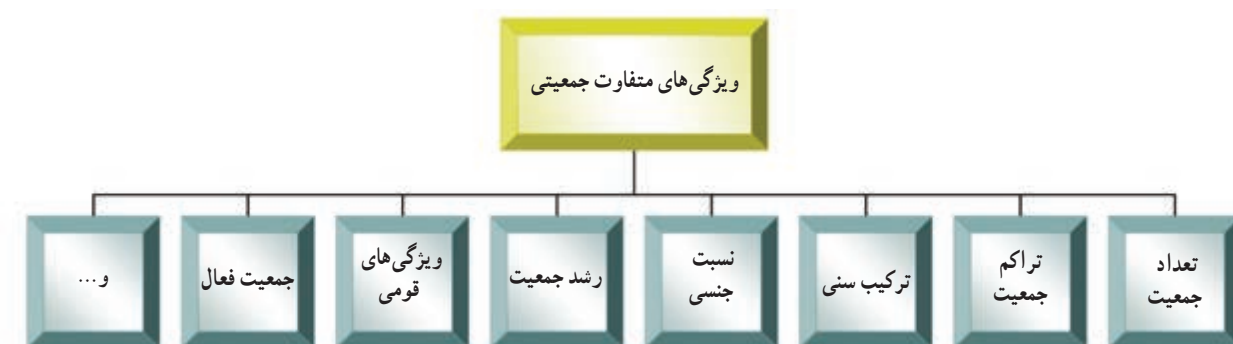 ویژگی‌های متفاوت جمعیتی
تعداد
جمعیت
تراکم
جمعیت
ترکیب سنی
نسبت
جنسی
رشد جمعیت
ویژگی‌های
قومی
جمعیت فعال
و...